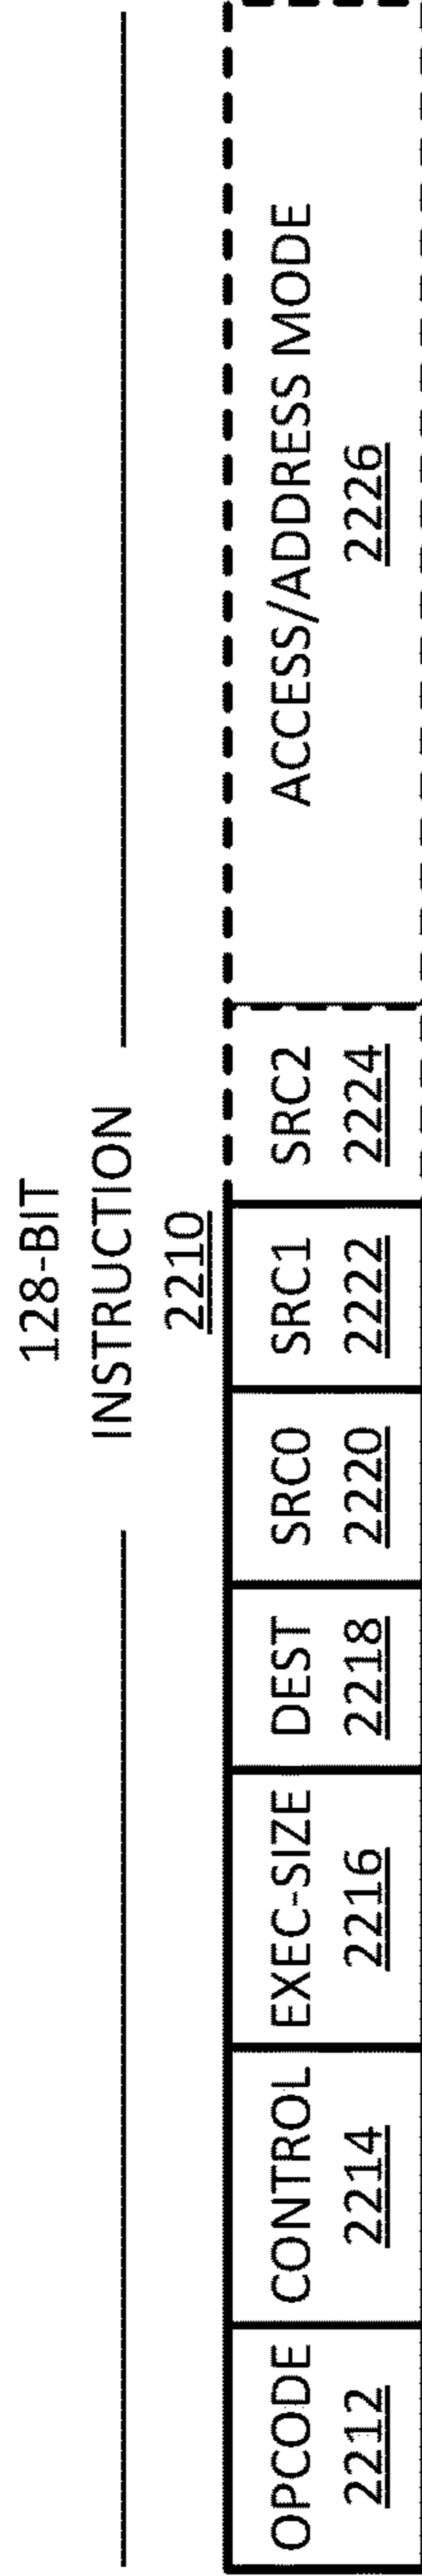 128-BIT
INSTRUCTION
2210
OPCODE
2212
CONTROL
2214
EXEC-SIZE
2216
DEST
2218
SRC0
2220
SRC1
2222
SRC2
2224
ACCESS/ADDRESS MODE
2226